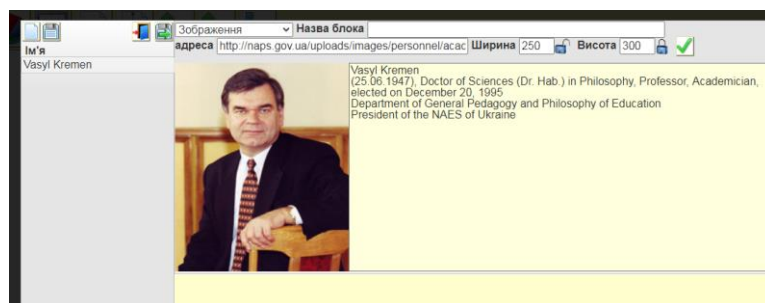 Зображення Назва блока
Ім'я
адреса http://naps.gov.ua/uploads/images/personnel/acac Ширина 250 Висота 300
Vasyl Kremen
Vasyl Kremen
(25.06.1947), Doctor of Sciences (Dr. Hab.) in Philosophy, Professor, Academician,
elected on December 20, 1995
Department of General Pedagogy and Philosophy of Education
President of the NAES of Ukraine